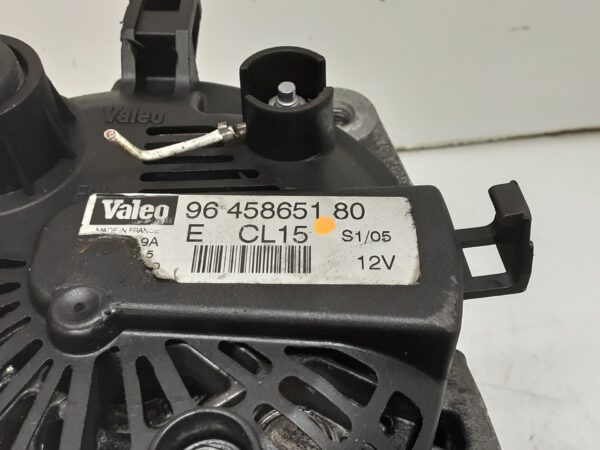 Valeo
Valeo 96 458651 80
MADE IN FRANCE
E CL15 S1/05
9A
5
12V